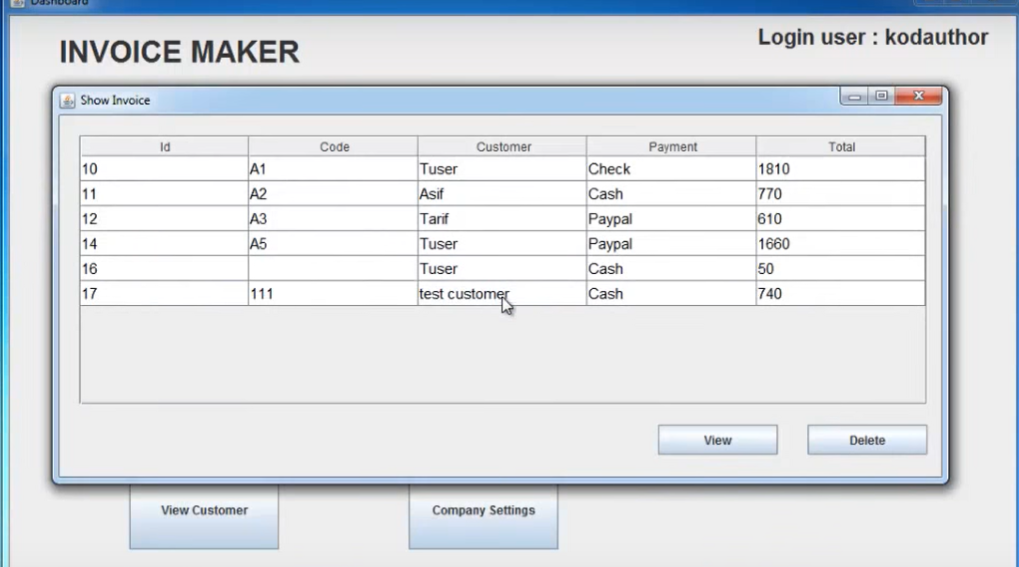 Dashboard
INVOICE MAKER
Login user : kodauthor
Show Invoice
Id Code Customer Payment Total
10 A1 Tuser Check 1810
11 A2 Asif Cash 770
12 A3 Tarif Paypal 610
14 A5 Tuser Paypal 1660
16 Tuser Cash 50
17 111 test customer Cash 740
View Delete
View Customer Company Settings